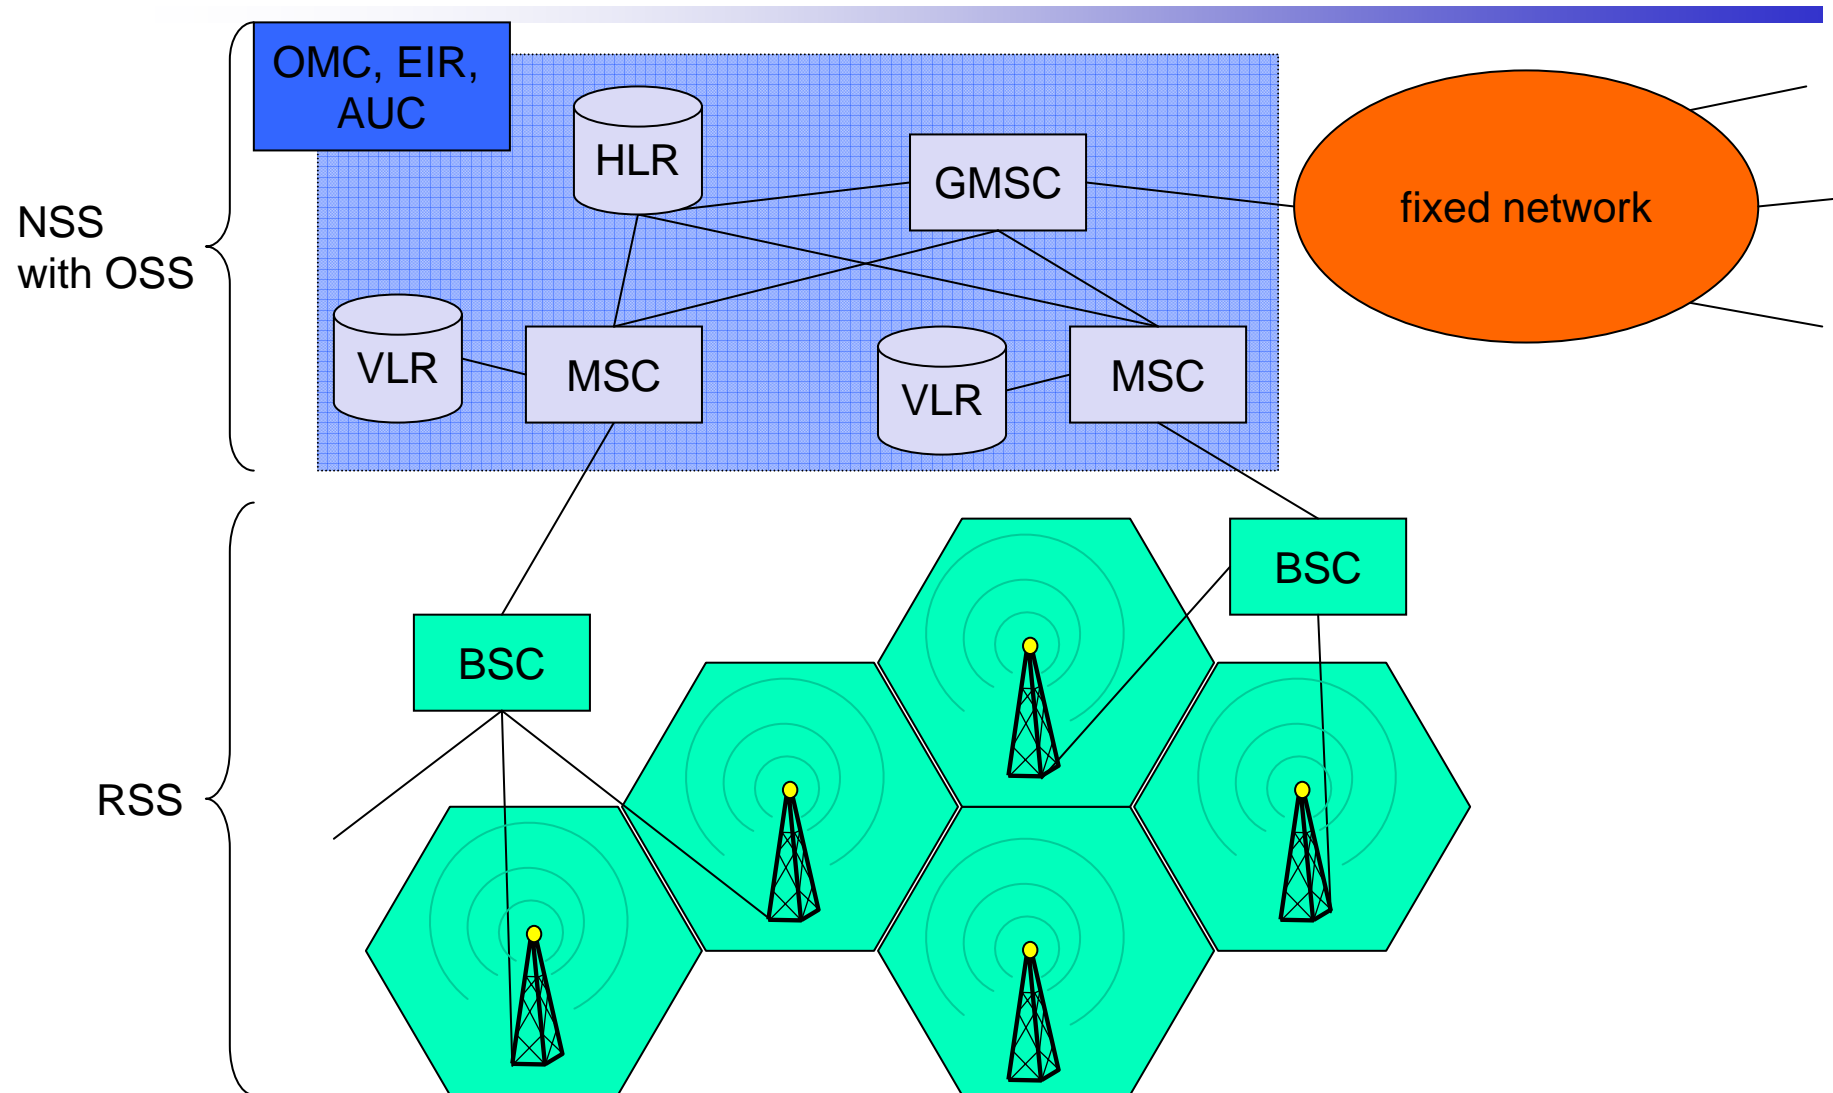 OMC, EIR,
AUC
HLR
GMSC
fixed network
NSS
with OSS
VLR
MSC
VLR
MSC
BSC
BSC
RSS